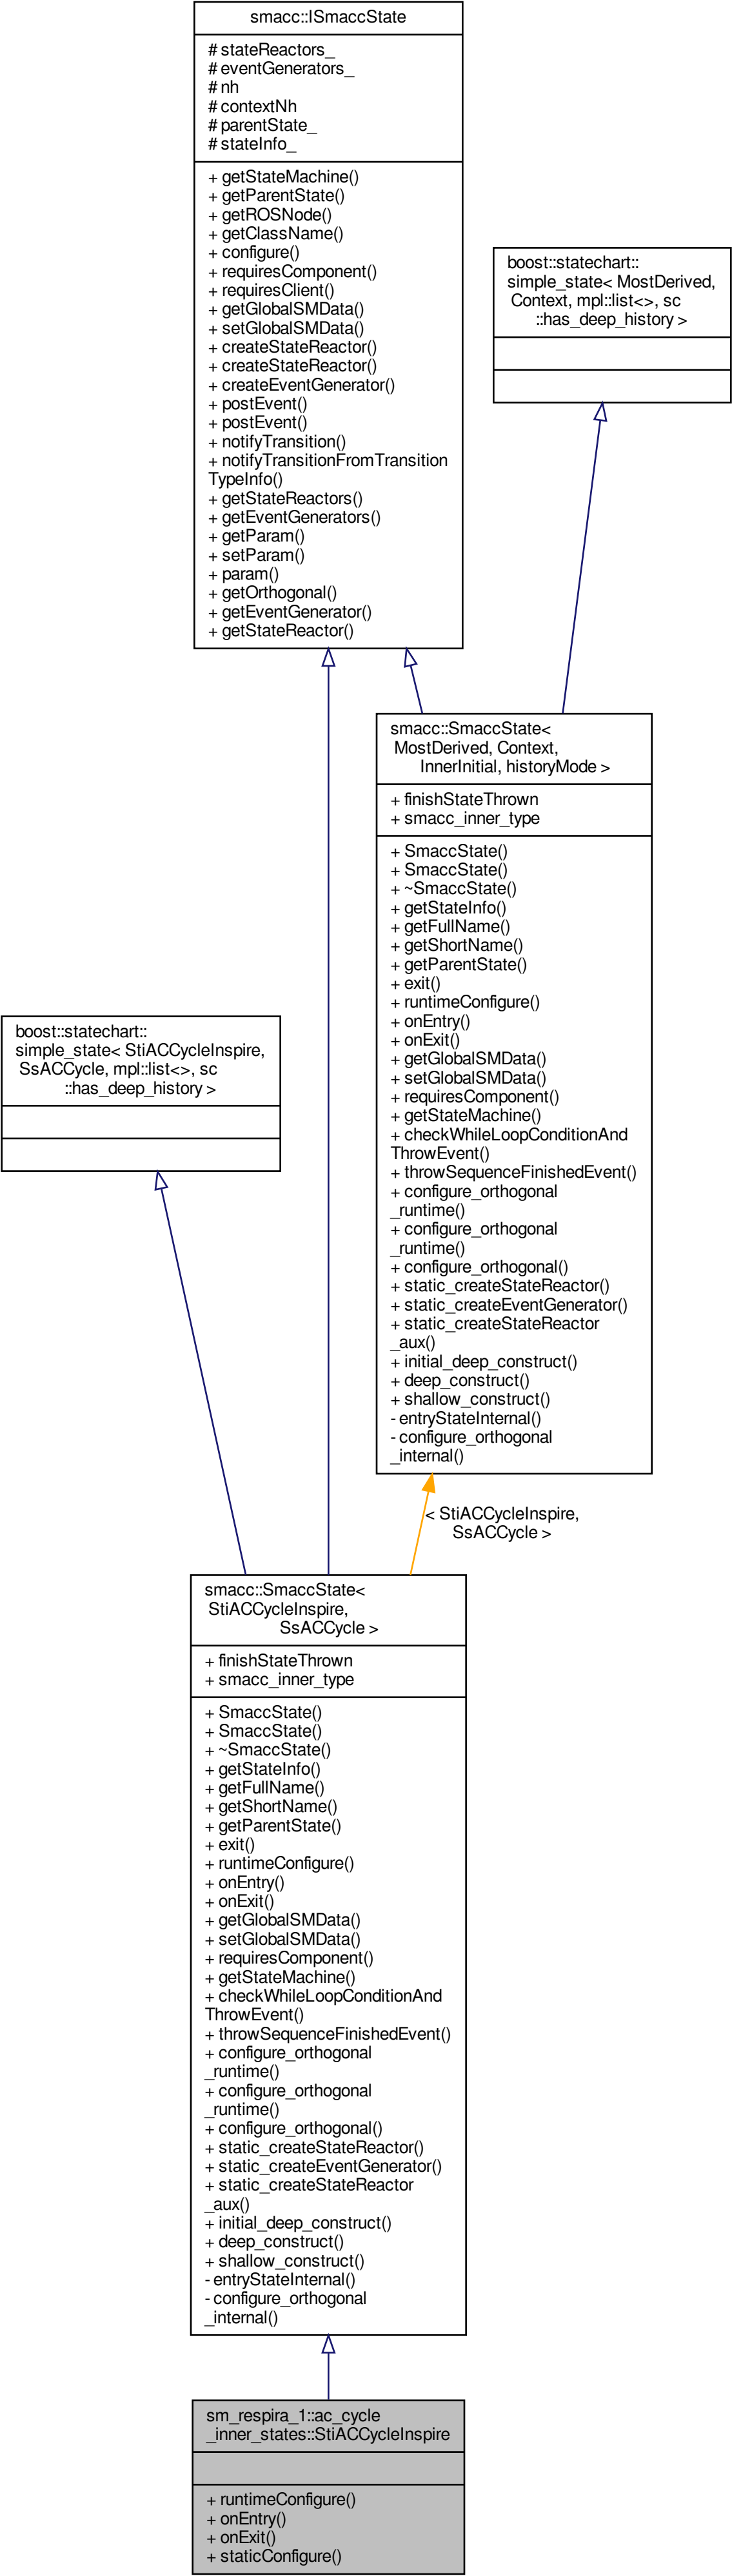 smacc::ISmaccState
# stateReactors_
# eventGenerators_
# nh
# contextNh
# parentState_
# stateInfo_
+ getStateMachine()
+ getParentState()
+ getROSNode()
+ getClassName()
+ configure()
+ requiresComponent()
+ requiresClient()
+ getGlobalSMData()
+ setGlobalSMData()
+ createStateReactor()
+ createStateReactor()
+ createEventGenerator()
+ postEvent()
+ postEvent()
+ notifyTransition()
+ notifyTransitionFromTransition
TypeInfo()
+ getStateReactors()
+ getEventGenerators()
+ getParam()
+ setParam()
+ param()
+ getOrthogonal()
+ getEventGenerator()
+ getStateReactor()
boost::statechart::
simple_state< MostDerived,
Context, mpl::list<>, sc
::has_deep_history >
smacc::SmaccState<
MostDerived, Context,
InnerInitial, historyMode >
+ finishStateThrown
+ smacc_inner_type
+ SmaccState()
+ SmaccState()
+ ~SmaccState()
+ getStateInfo()
+ getFullName()
+ getShortName()
+ getParentState()
+ exit()
+ runtimeConfigure()
+ onEntry()
+ onExit()
+ getGlobalSMData()
+ setGlobalSMData()
+ requiresComponent()
+ getStateMachine()
+ checkWhileLoopConditionAnd
ThrowEvent()
+ throwSequenceFinishedEvent()
+ configure_orthogonal
_runtime()
+ configure_orthogonal
_runtime()
+ configure_orthogonal()
+ static_createStateReactor()
+ static_createEventGenerator()
+ static_createStateReactor
_aux()
+ initial_deep_construct()
+ deep_construct()
+ shallow_construct()
- entryStateInternal()
- configure_orthogonal
_internal()
boost::statechart::
simple_state< StiACCycleInspire,
SsACCycle, mpl::list<>, sc
::has_deep_history >
< StiACCycleInspire,
SsACCycle >
smacc::SmaccState<
StiACCycleInspire,
SsACCycle >
+ finishStateThrown
+ smacc_inner_type
+ SmaccState()
+ SmaccState()
+ ~SmaccState()
+ getStateInfo()
+ getFullName()
+ getShortName()
+ getParentState()
+ exit()
+ runtimeConfigure()
+ onEntry()
+ onExit()
+ getGlobalSMData()
+ setGlobalSMData()
+ requiresComponent()
+ getStateMachine()
+ checkWhileLoopConditionAnd
ThrowEvent()
+ throwSequenceFinishedEvent()
+ configure_orthogonal
_runtime()
+ configure_orthogonal
_runtime()
+ configure_orthogonal()
+ static_createStateReactor()
+ static_createEventGenerator()
+ static_createStateReactor
_aux()
+ initial_deep_construct()
+ deep_construct()
+ shallow_construct()
- entryStateInternal()
- configure_orthogonal
_internal()
sm_respira_1::ac_cycle
_inner_states::StiACCycleInspire
+ runtimeConfigure()
+ onEntry()
+ onExit()
+ staticConfigure()